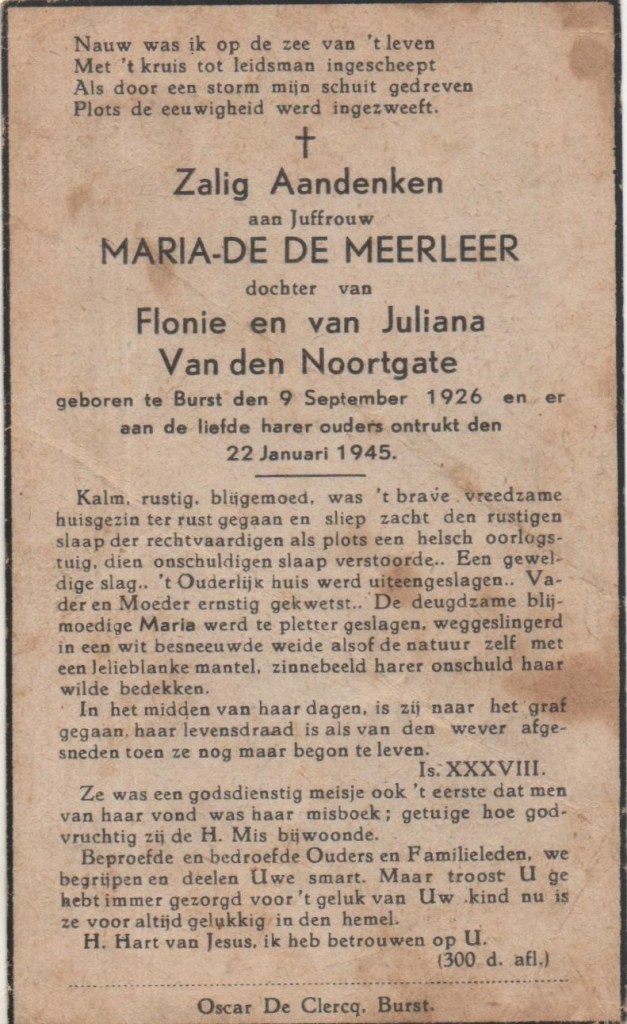 Nauw was ik op de zee van 't leven
Met 't kruis tot leidsman ingescheept
Als door een storm mijn schuit gedreven
Plots de eeuwigheid werd ingezweeft.
Zalig Aandenken
aan Juffrouw
MARIA-DE DE MEERLEER
dochter van
Flonie en van Juliana
Van den Noortgate
geboren te Burst den 9 September 1926 en er
aan de liefde harer ouders ontrukt den
22 Januari 1945.
Kalm, rustig, blijgemoed, was 't brave vreedzame
huisgezin ter rust gegaan en sliep zacht den rustigen
slaap der rechtvaardigen als plots een helsch oorlogs-
tuig, dien onschuldigen slaap verstoorde.. Een gewel-
dige slag.. 't Ouderlijk huis werd uiteengeslagen.. Va-
der en Moeder ernstig gekwetst.. De deugdzame blij-
moedige Maria werd te pletter geslagen, weggeslingerd
in een wit besneeuwde weide alsof de natuur zelf met
een lelieblanke mantel, zinnebeeld harer onschuld haar
wilde bedekken.
In het midden van haar dagen, is zij naar het graf
gegaan, haar levensdraad is als van den wever afge-
sneden toen ze nog maar begon te leven.
Is. XXXVIII.
Ze was een godsdienstig meisje ook 't eerste dat men
van haar vond was haar misboek; getuige hoe god-
vruchtig zij de H. Mis bijwoonde.
Beproefde en bedroefde Ouders en Familieleden, we
begrijpen en deelen Uwe smart. Maar troost U ge
hebt immer gezorgd voor 't geluk van Uw kind nu is
ze voor altijd gelukkig in den hemel.
H. Hart van Jesus, ik heb betrouwen op U.
(300 d. afl.)
Oscar De Clercq, Burst.